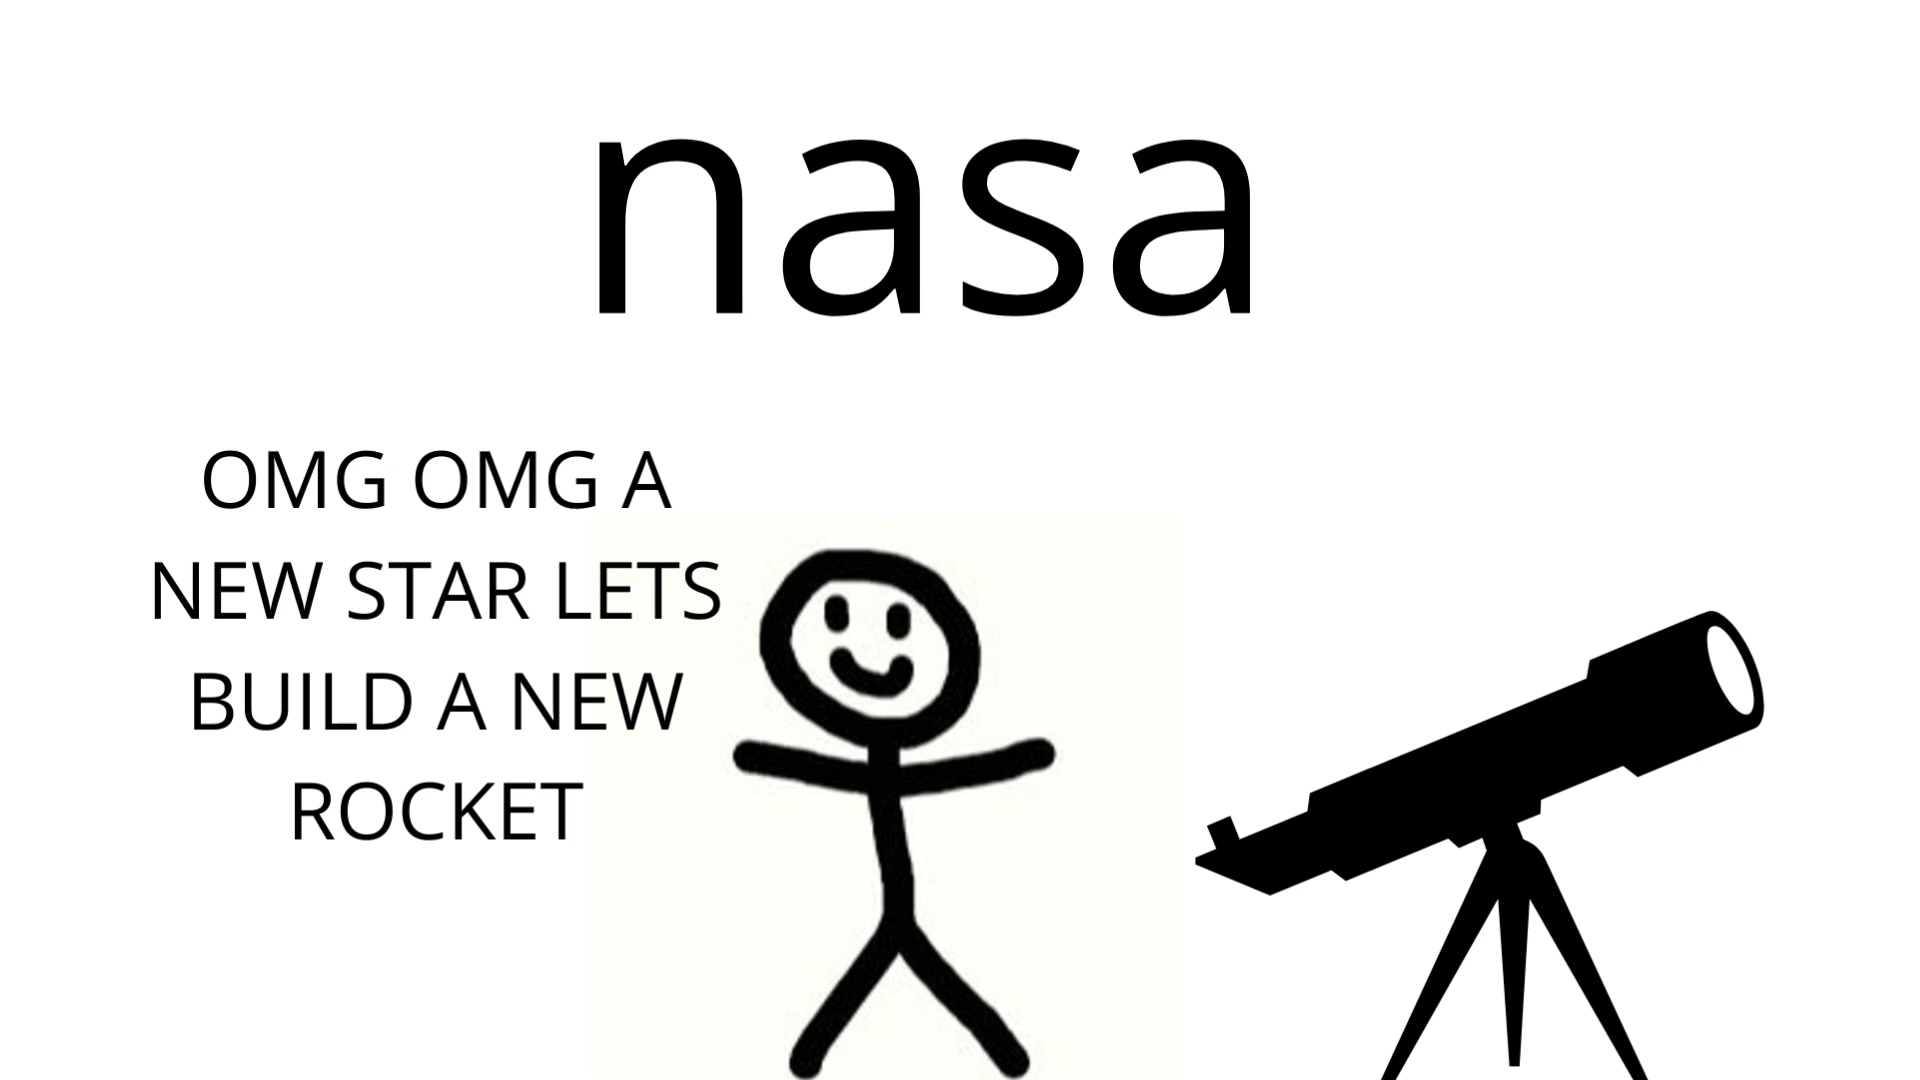 nasa
OMG OMG A
NEW STAR LETS
BUILD A NEW
ROCKET